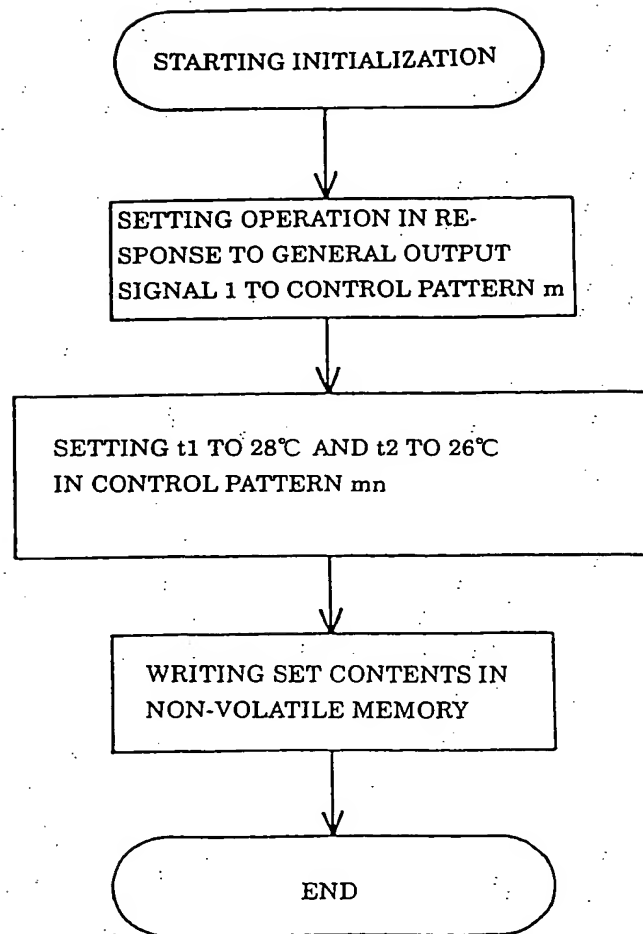 STARTING INITIALIZATION
SETTING OPERATION IN RE-
SPONSE TO GENERAL OUTPUT
SIGNAL 1 TO CONTROL PATTERN m
SETTING t1 TO 28℃ AND t2 TO 26℃
IN CONTROL PATTERN mn
WRITING SET CONTENTS IN
NON-VOLATILE MEMORY
END